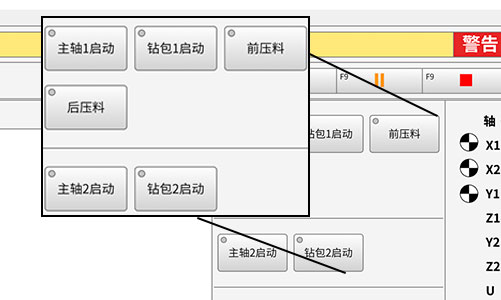 主轴1启动 钻包1启动 前压料
后压料
主轴2启动 钻包2启动
警告
F9 F9
钻包1启动 前压料
主轴2启动 钻包2启动
轴
X1
X2
Y1
Z1
Y2
Z2
U